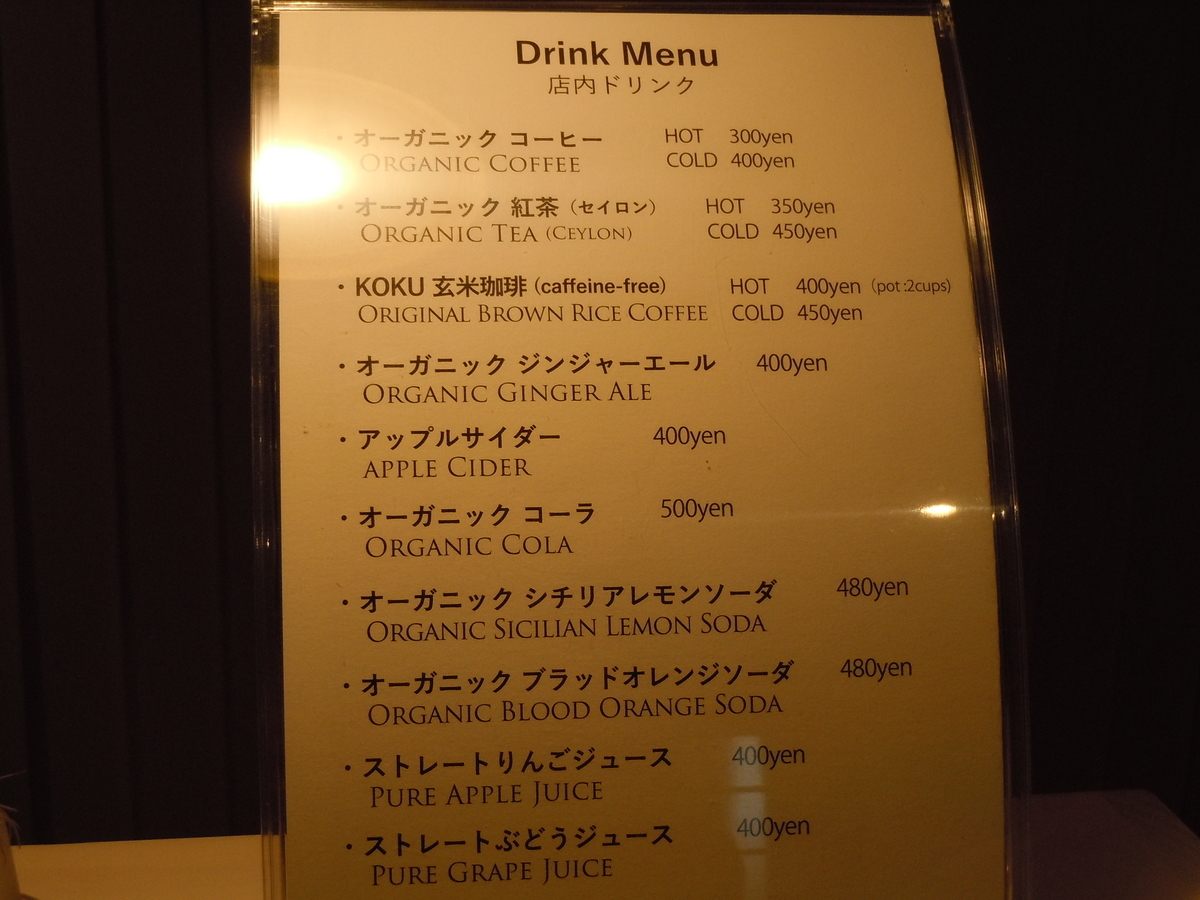 Drink Menu
店内ドリンク
・オーガニック コーヒー HOT 300yen
ORGANIC COFFEE COLD 400yen
・オーガニック 紅茶（セイロン） HOT 350yen
ORGANIC TEA (CEYLON) COLD 450yen
・KOKU 玄米珈琲 (caffeine-free) HOT 400yen (pot :2cups)
ORIGINAL BROWN RICE COFFEE COLD 450yen
・オーガニック ジンジャーエール 400yen
ORGANIC GINGER ALE
・アップルサイダー 400yen
APPLE CIDER
・オーガニック コーラ 500yen
ORGANIC COLA
・オーガニック シチリアレモンソーダ 480yen
ORGANIC SICILIAN LEMON SODA
・オーガニック ブラッドオレンジソーダ 480yen
ORGANIC BLOOD ORANGE SODA
・ストレートりんごジュース 400yen
PURE APPLE JUICE
・ストレートぶどうジュース 400yen
PURE GRAPE JUICE